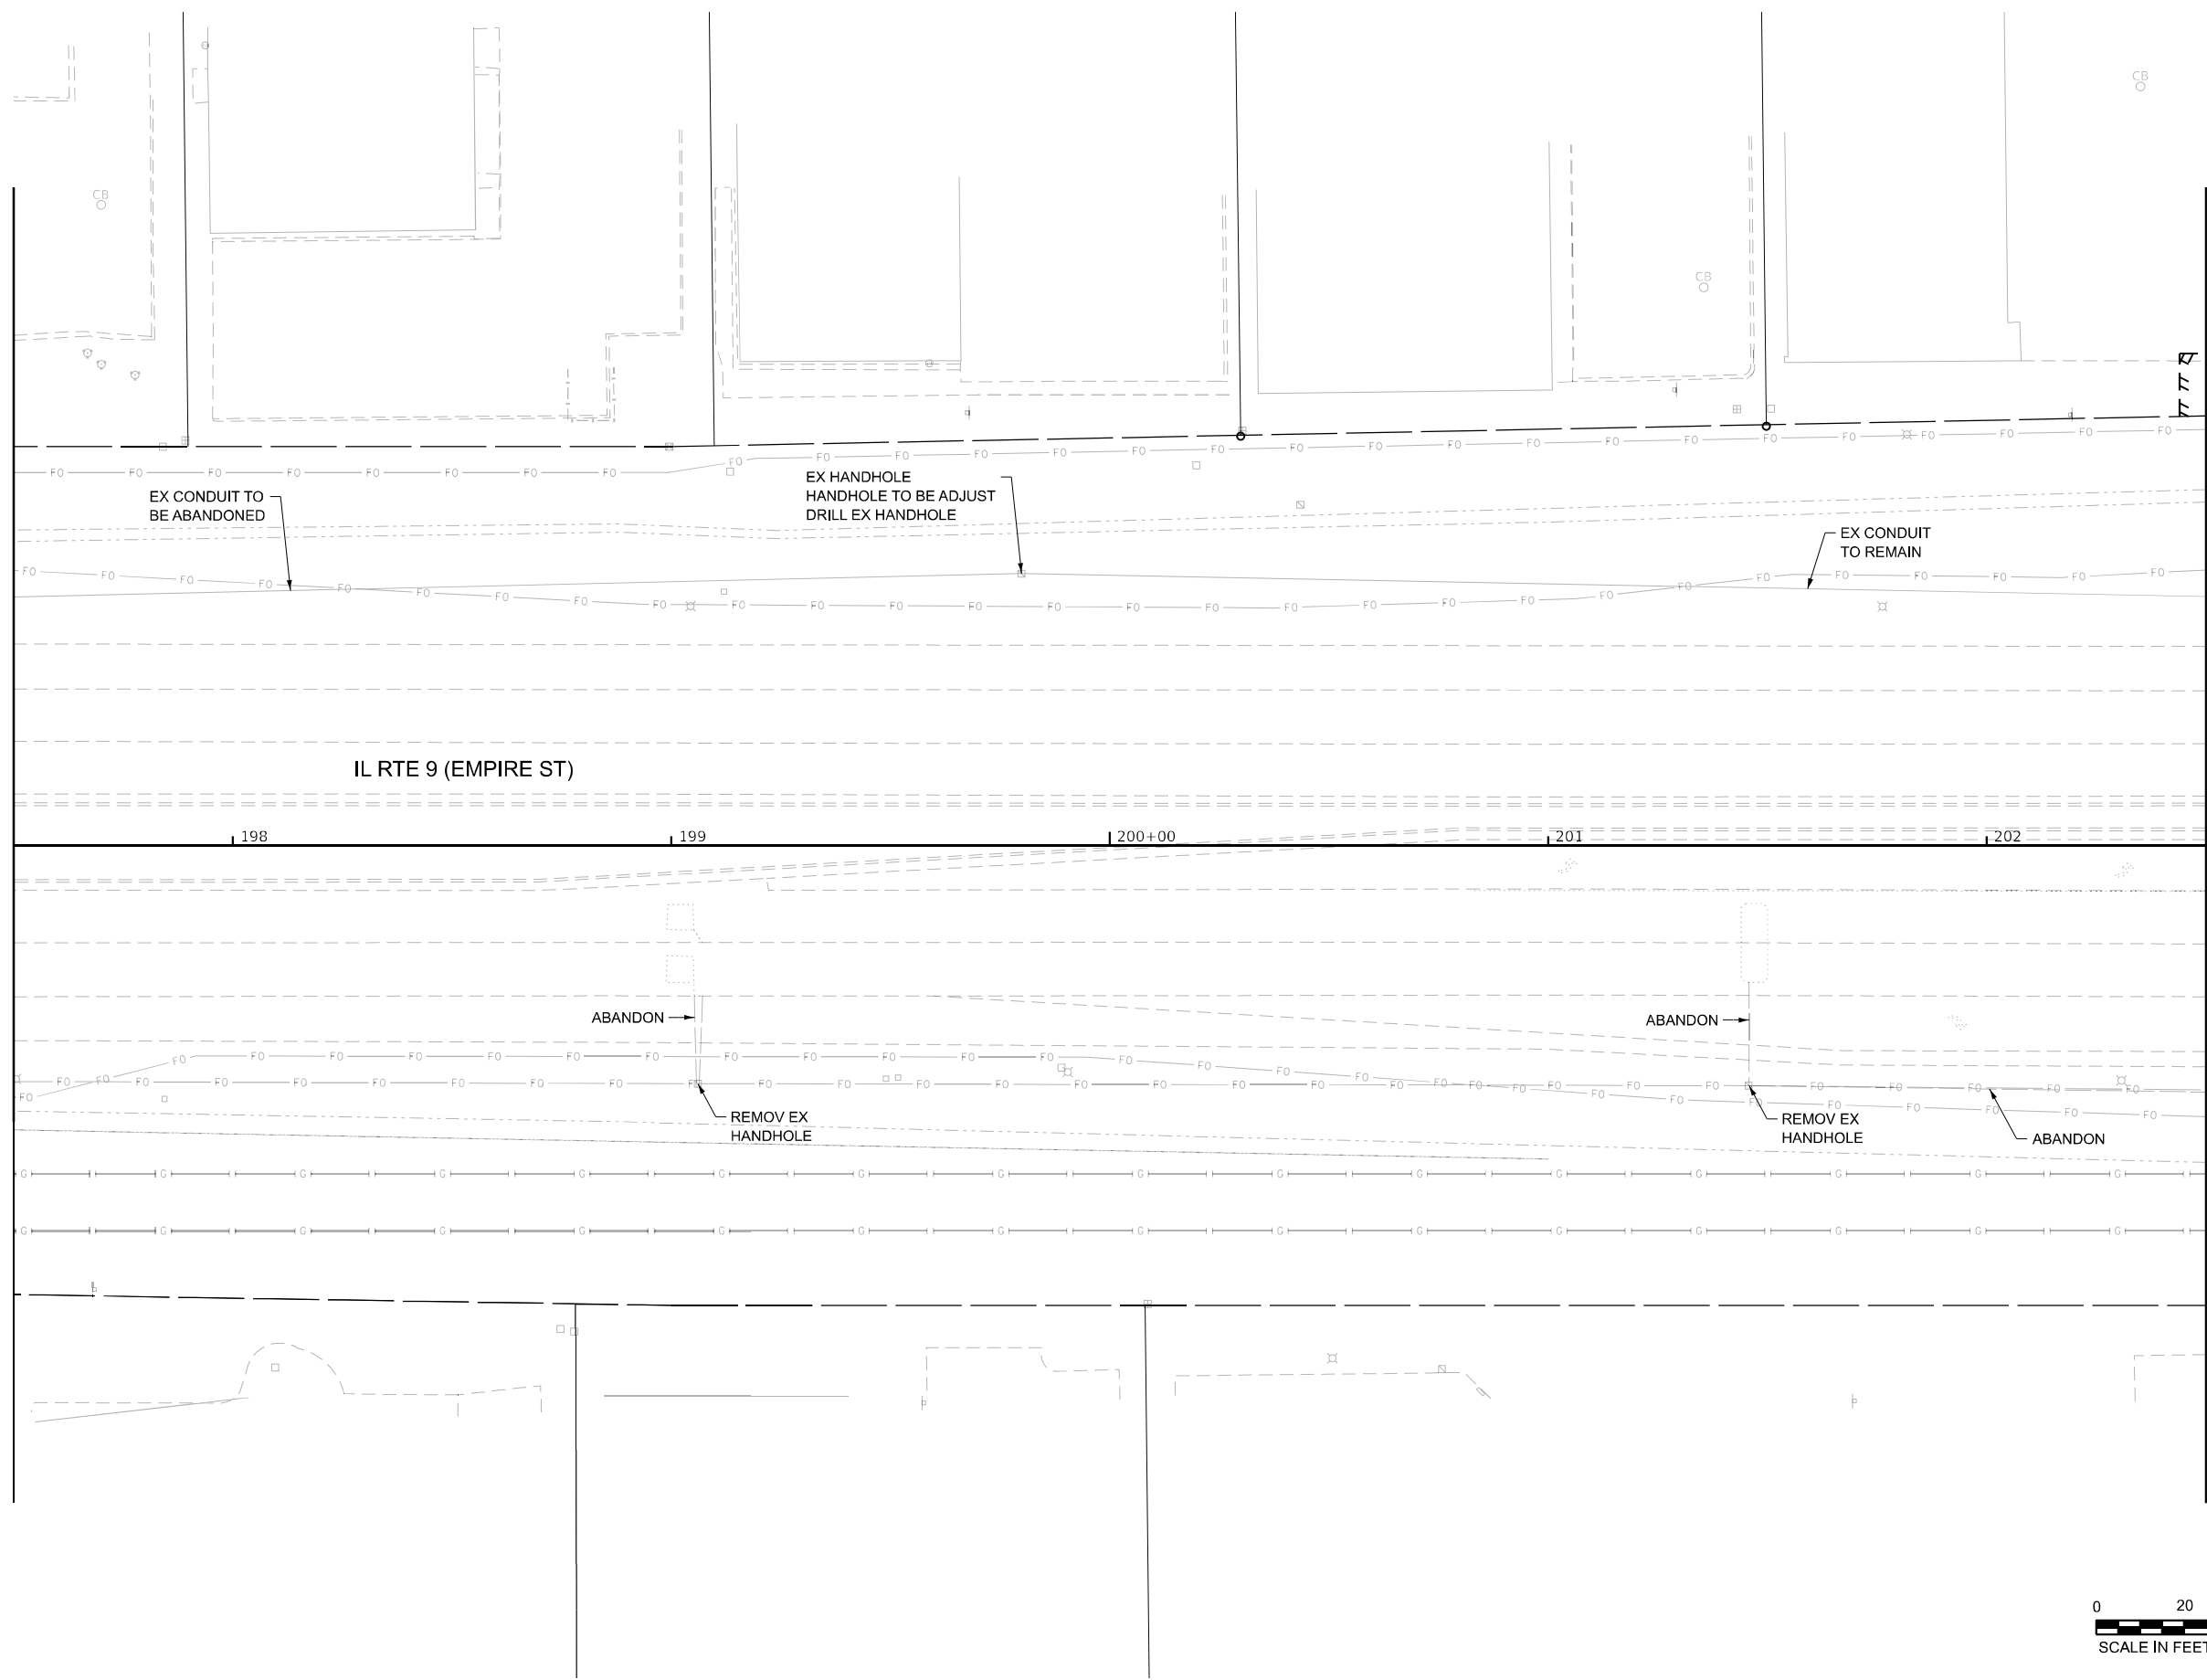 CB
CB
CB
EX CONDUIT TO
BE ABANDONED
EX HANDHOLE
HANDHOLE TO BE ADJUST
DRILL EX HANDHOLE
EX CONDUIT
TO REMAIN
IL RTE 9 (EMPIRE ST)
198
199
200+00
201
202
ABANDON
ABANDON
REMOV EX
HANDHOLE
REMOV EX
HANDHOLE
ABANDON
0 20
SCALE IN FEET